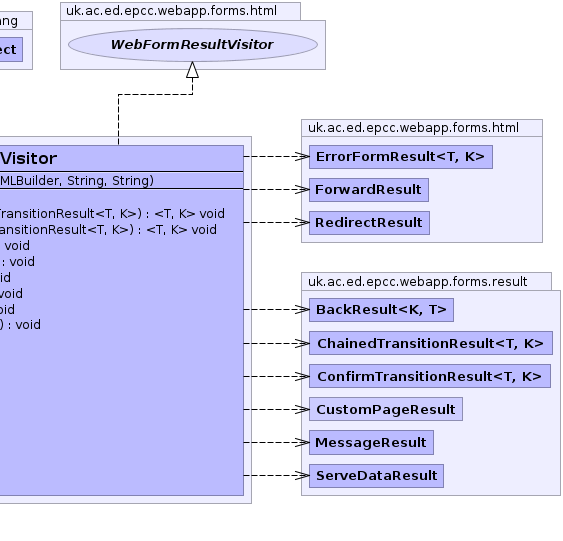 ang
uk.ac.ed.epcc.webapp.forms.html
ect
WebFormResultVisitor
uk.ac.ed.epcc.webapp.forms.html
Visitor
ErrorFormResult<T, K>
MLBuilder, String, String)
ForwardResult
TransitionResult<T, K>) : <T, K> void
RedirectResult
ansitionResult<T, K>) : <T, K> void
void
: void
id
void
oid
) : void
uk.ac.ed.epcc.webapp.forms.result
BackResult<K, T>
ChainedTransitionResult<T, K>
ConfirmTransitionResult<T, K>
CustomPageResult
MessageResult
ServeDataResult